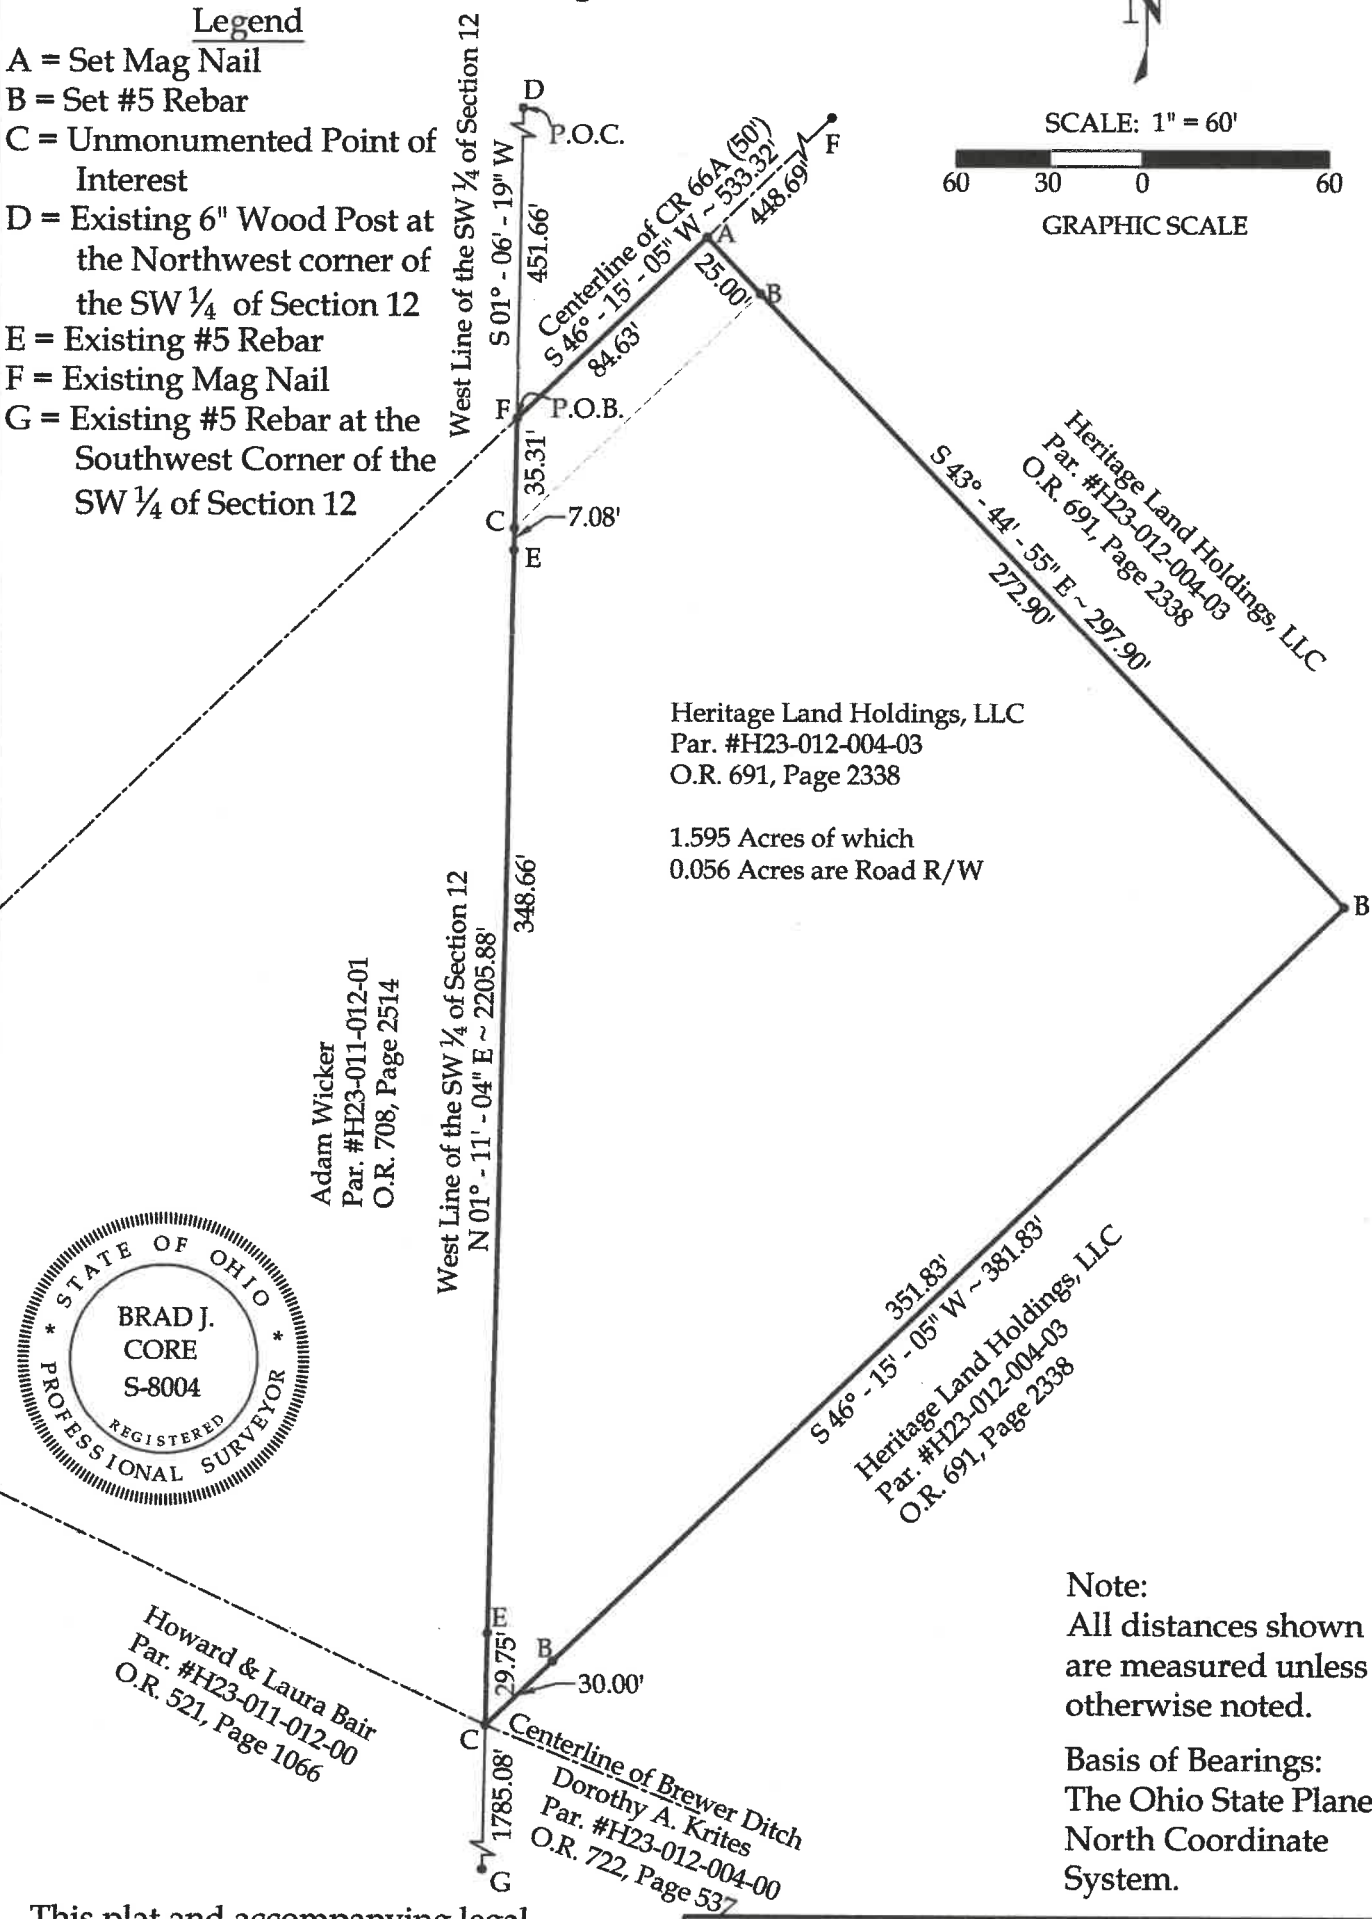 Legend
A = Set Mag Nail
B = Set #5 Rebar
C = Unmonumented Point of
Interest
D = Existing 6" Wood Post at
the Northwest corner of
the SW ¼ of Section 12
E = Existing #5 Rebar
F = Existing Mag Nail
G = Existing #5 Rebar at the
Southwest Corner of the
SW ¼ of Section 12
N
SCALE: 1" = 60'
60 30 0 60
GRAPHIC SCALE
West Line of the SW ¼ of Section 12
S 01° - 06' - 19" W
451.66'
D
P.O.C.
F
Centerline of CR 66A (50')
S 46° - 15' - 05" W ~ 533.32'
448.69'
84.63'
A
25.00'
B
F
P.O.B.
35.31'
C
7.08'
E
S 43° - 44' - 55" E ~ 297.90'
272.90'
Heritage Land Holdings, LLC
Par. #H23-012-004-03
O.R. 691, Page 2338
Heritage Land Holdings, LLC
Par. #H23-012-004-03
O.R. 691, Page 2338
1.595 Acres of which
0.056 Acres are Road R/W
B
348.66'
West Line of the SW ¼ of Section 12
N 01° - 11' - 04" E ~ 2205.88'
Adam Wicker
Par. #H23-011-012-01
O.R. 708, Page 2514
STATE OF OHIO
BRAD J.
CORE
S-8004
REGISTERED
PROFESSIONAL SURVEYOR
351.83'
S 46° - 15' - 05" W ~ 381.83'
Heritage Land Holdings, LLC
Par. #H23-012-004-03
O.R. 691, Page 2338
E
29.75'
B
30.00'
C
Howard & Laura Bair
Par. #H23-011-012-00
O.R. 521, Page 1066
Centerline of Brewer Ditch
Dorothy A. Krites
Par. #H23-012-004-00
O.R. 722, Page 537
1785.08'
G
Note:
All distances shown
are measured unless
otherwise noted.
Basis of Bearings:
The Ohio State Plane
North Coordinate
System.
This plat and accompanying legal